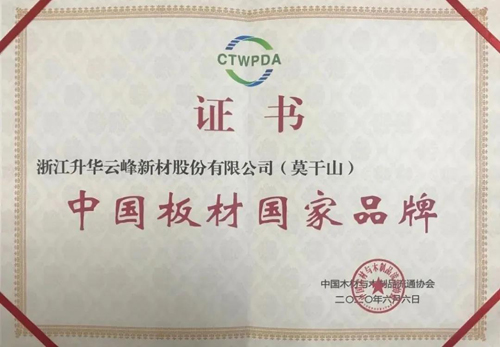 CTWPDA
证书
浙江升华云峰新材股份有限公司（莫干山）
中国板材国家品牌
中国木材与木制品流通协会
二〇二〇年六月六日